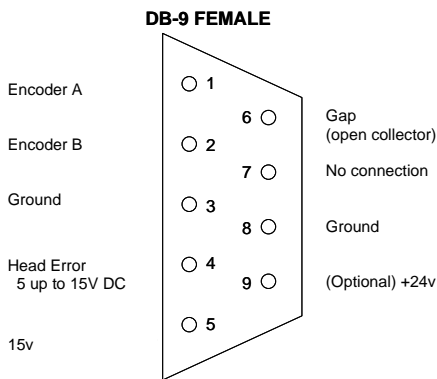 DB-9 FEMALE
Encoder A
1
6
Gap
(open collector)
Encoder B
2
7
No connection
Ground
3
8
Ground
Head Error
5 up to 15V DC
4
9
(Optional) +24v
15v
5